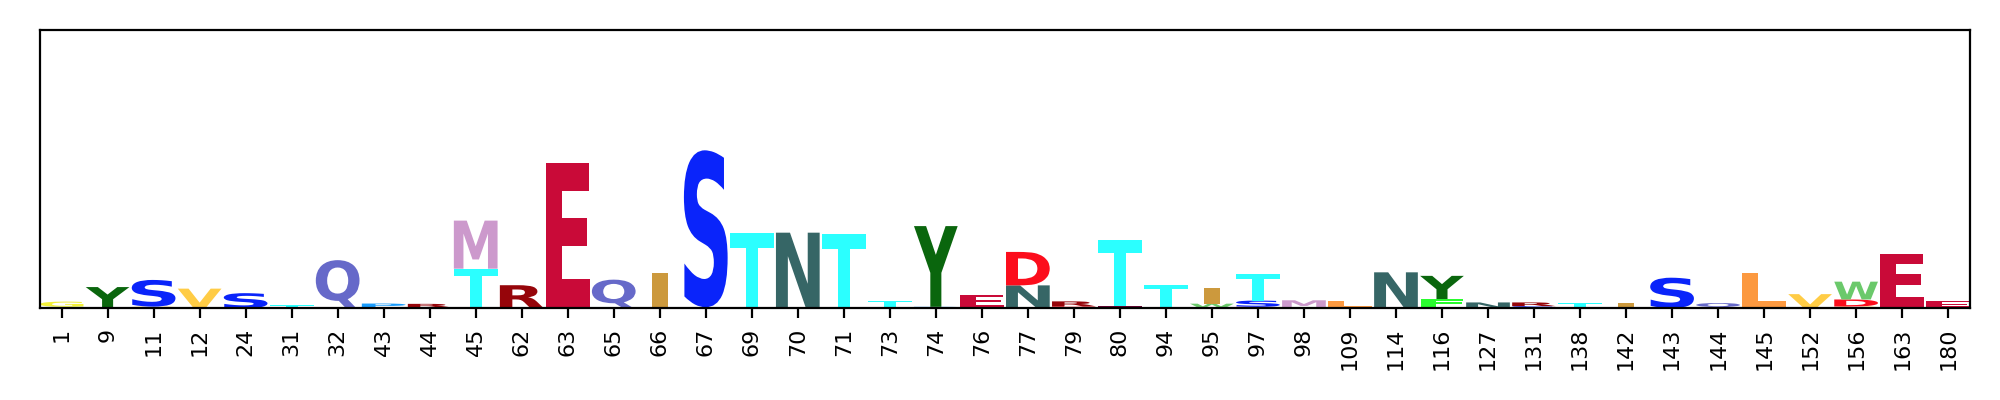 M
Q Y S V S Q T R E Q I S T N T Y E D N R T T I T S M N Y N R S L V W D E E
1 9 11 12 24 31 32 43 44 45 62 63 65 66 67 69 70 71 73 74 76 77 79 80 94 95 97 98 109 114 116 127 131 138 142 143 144 145 152 156 163 180